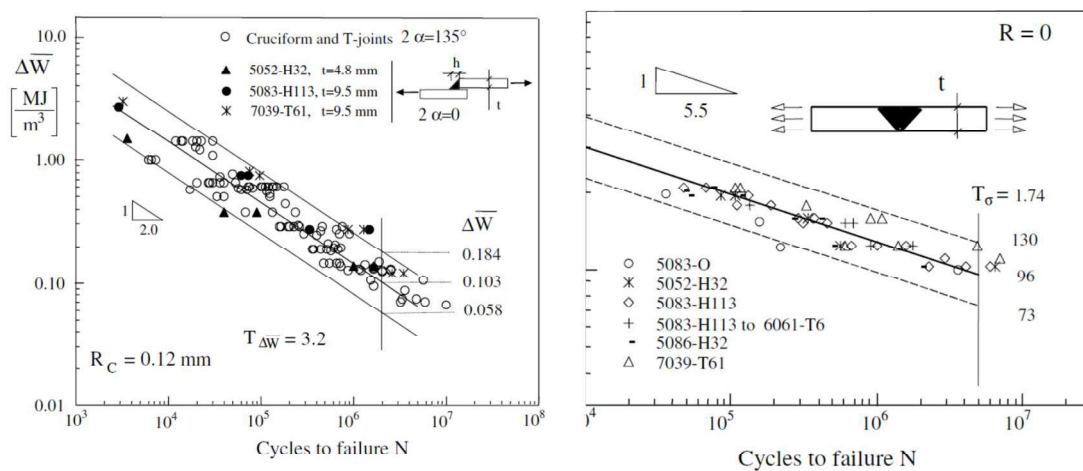 10.0
ΔW̅
[MJ/m³]
1.00
0.10
0.01
10³
10⁴
10⁵
10⁶
10⁷
10⁸
Cycles to failure N
Cruciform and T-joints 2 α=135°
5052-H32, t=4.8 mm
5083-H113, t=9.5 mm
7039-T61, t=9.5 mm
h
t
2 α=0
1
2.0
ΔW̅
0.184
0.103
0.058
T ΔW̅ = 3.2
R C = 0.12 mm
R = 0
1
5.5
t
T σ = 1.74
130
96
73
5083-O
5052-H32
5083-H113
5083-H113 to 6061-T6
5086-H32
7039-T61
10⁵
10⁶
10⁷
Cycles to failure N